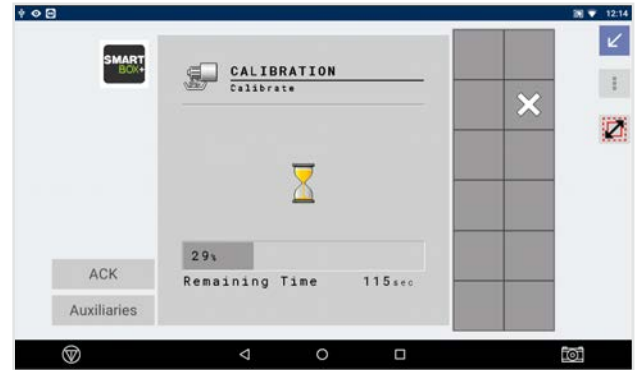 12:14
SMART
BOX+
CALIBRATION
Calibrate
29%
Remaining Time 115sec
ACK
Auxiliaries